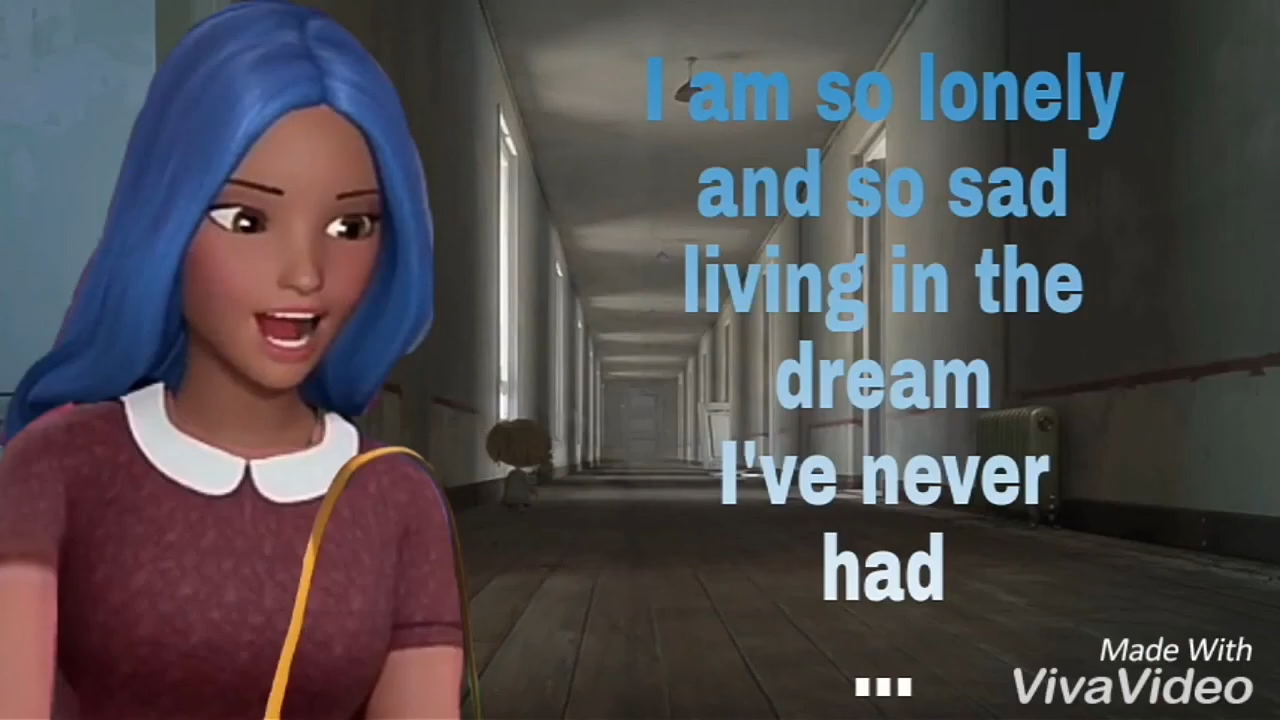 I am so lonely
and so sad
living in the
dream
I've never
had
...
Made With
VivaVideo